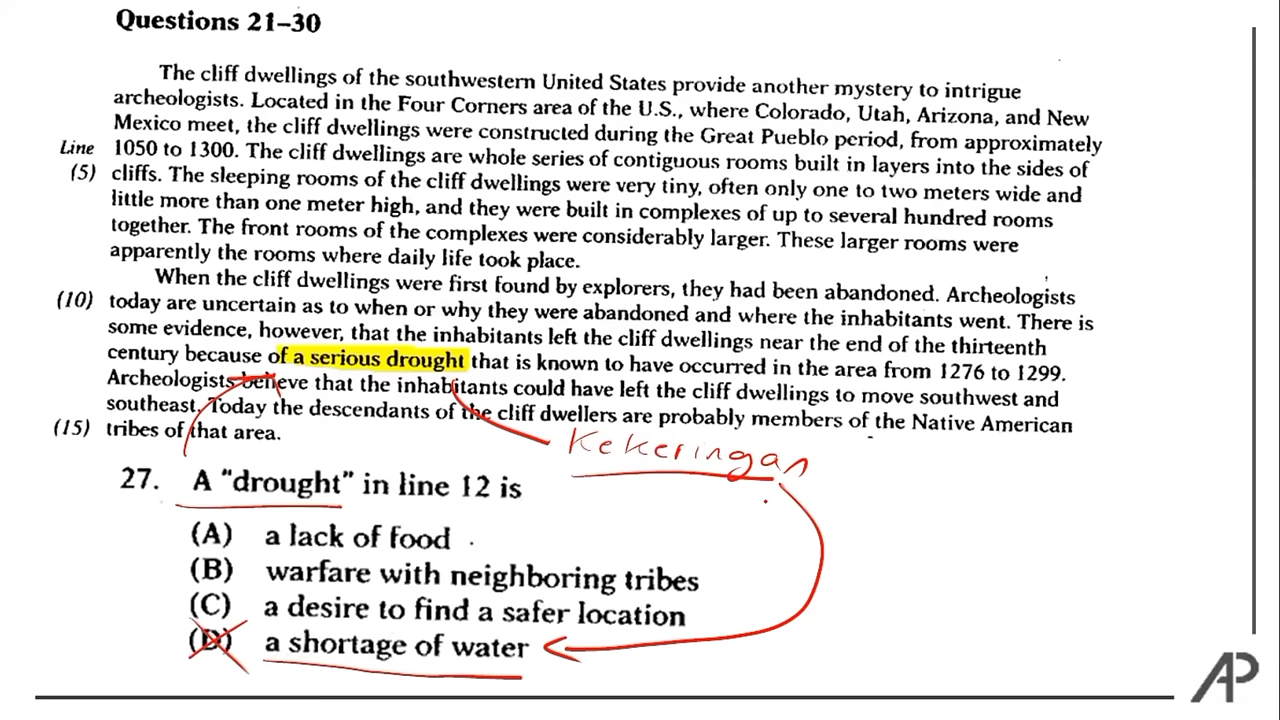 Questions 21–30
The cliff dwellings of the southwestern United States provide another mystery to intrigue
archeologists. Located in the Four Corners area of the U.S., where Colorado, Utah, Arizona, and New
Mexico meet, the cliff dwellings were constructed during the Great Pueblo period, from approximately
Line 1050 to 1300. The cliff dwellings are whole series of contiguous rooms built in layers into the sides of
(5) cliffs. The sleeping rooms of the cliff dwellings were very tiny, often only one to two meters wide and
little more than one meter high, and they were built in complexes of up to several hundred rooms
together. The front rooms of the complexes were considerably larger. These larger rooms were
apparently the rooms where daily life took place.
When the cliff dwellings were first found by explorers, they had been abandoned. Archeologists
(10) today are uncertain as to when or why they were abandoned and where the inhabitants went. There is
some evidence, however, that the inhabitants left the cliff dwellings near the end of the thirteenth
century because of a serious drought that is known to have occurred in the area from 1276 to 1299.
Archeologists believe that the inhabitants could have left the cliff dwellings to move southwest and
southeast. Today the descendants of the cliff dwellers are probably members of the Native American
(15) tribes of that area.
Kekeringan
27. A "drought" in line 12 is
(A) a lack of food
(B) warfare with neighboring tribes
(C) a desire to find a safer location
(D) a shortage of water
AP